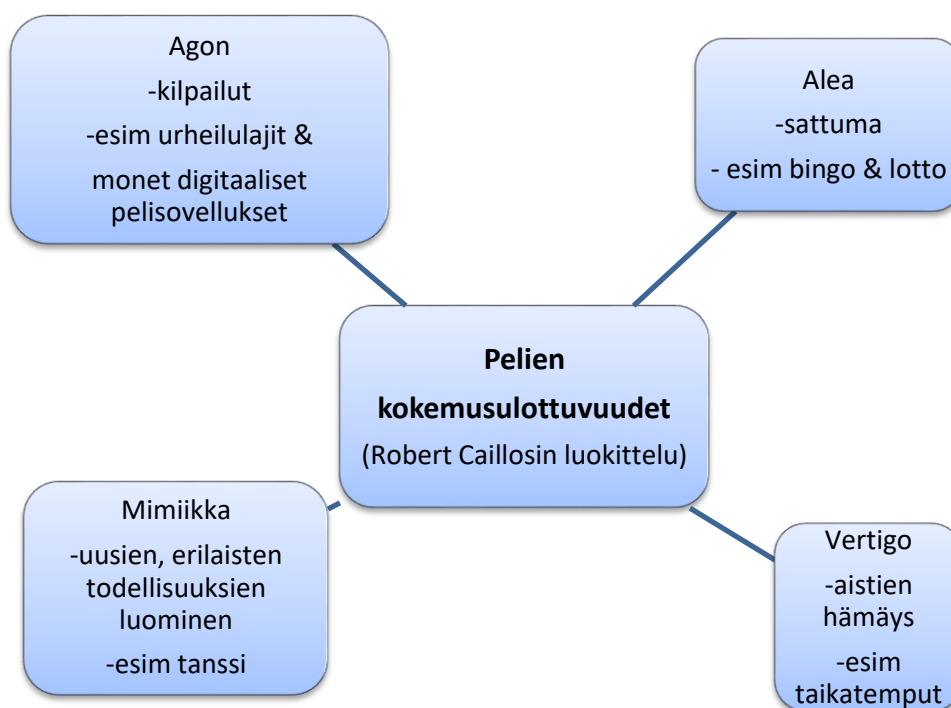 Agon
-kilpailut
-esim urheilulajit &
monet digitaaliset
pelisovellukset
Alea
-sattuma
- esim bingo & lotto
Pelien
kokemusulottuvuudet
(Robert Caillosin luokittelu)
Mimiikka
-uusien, erilaisten
todellisuuksien
luominen
-esim tanssi
Vertigo
-aistien
hämäys
-esim
taikatemput